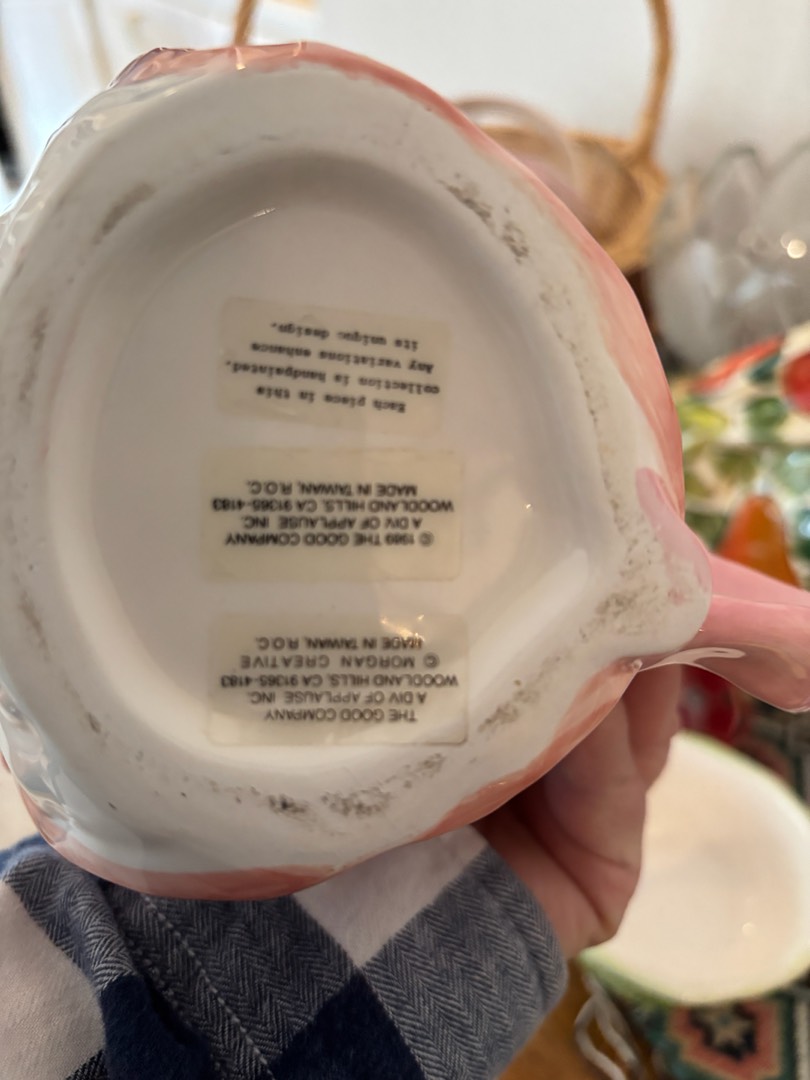 THE GOOD COMPANY
A DIV OF APPLAUSE INC.
WOODLAND HILLS, CA 91365-4183
© MORGAN CREATIVE
MADE IN TAIWAN, R.O.C.
© 1989 THE GOOD COMPANY
A DIV OF APPLAUSE INC.
WOODLAND HILLS, CA 91365-4183
MADE IN TAIWAN, R.O.C.
Each piece in this
collection is handpainted.
Any variations enhance
its unique design.